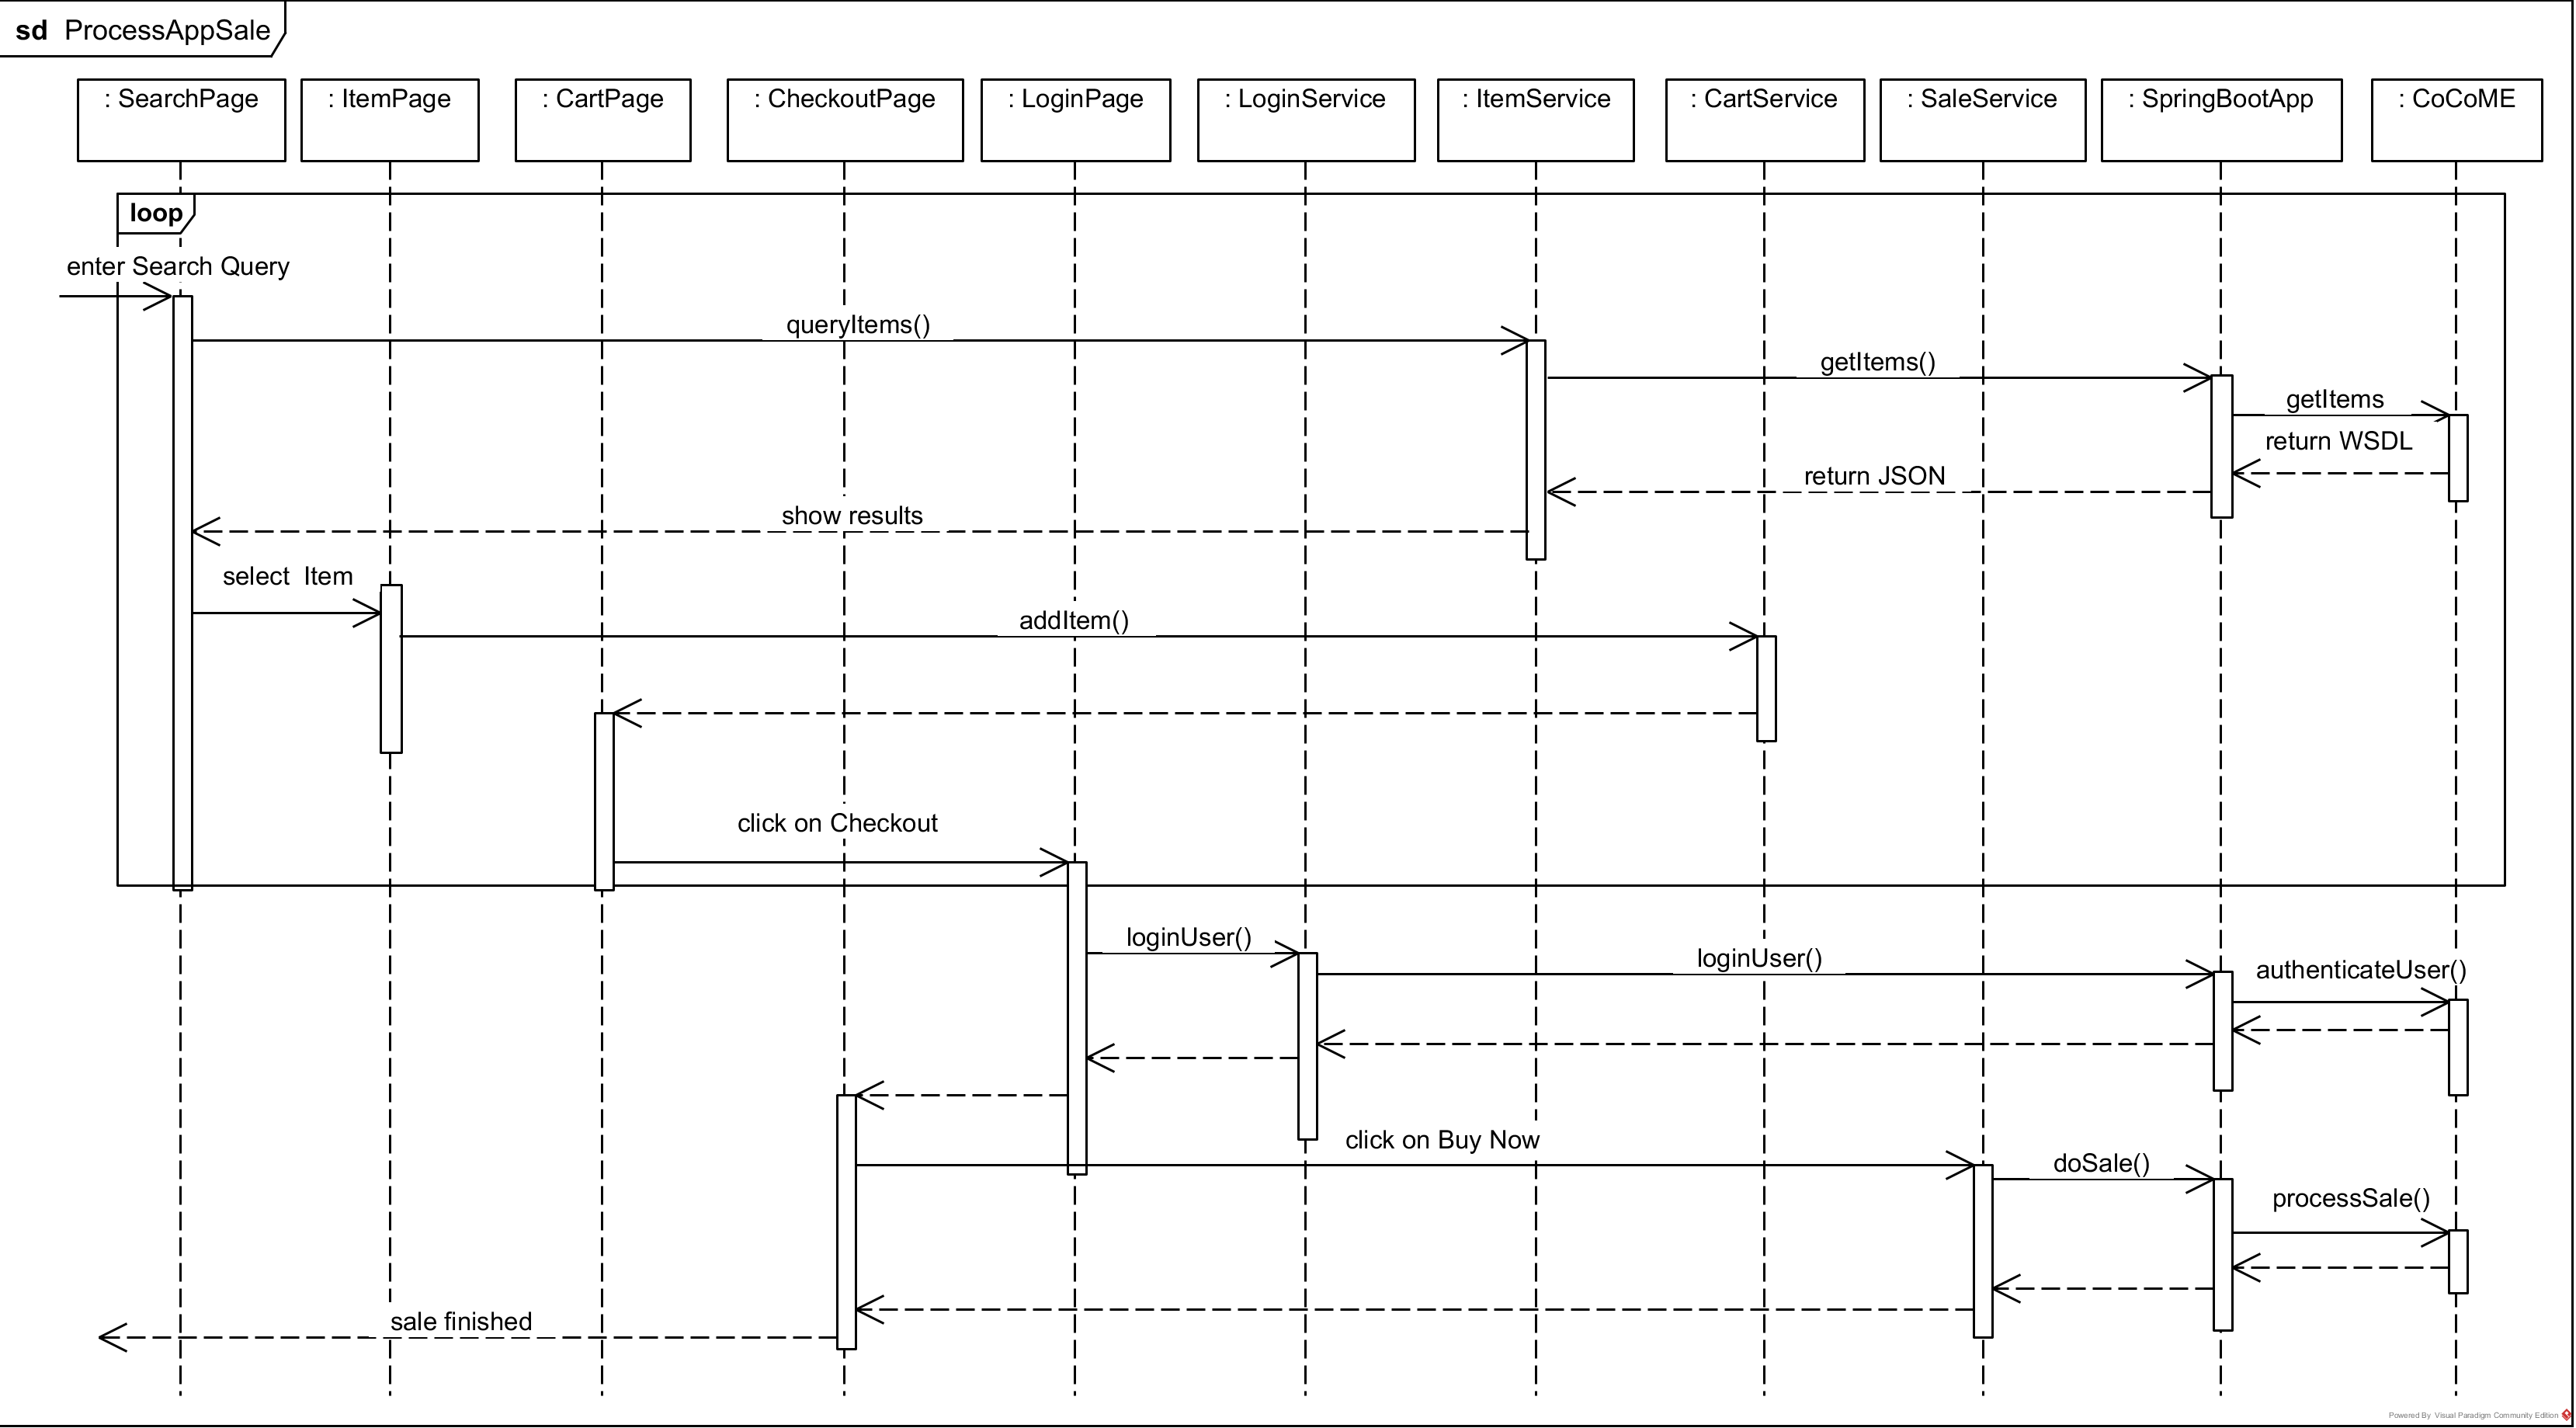 sd ProcessAppSale
: SearchPage
: ItemPage
: CartPage
: CheckoutPage
: LoginPage
: LoginService
: ItemService
: CartService
: SaleService
: SpringBootApp
: CoCoME
loop
enter Search Query
queryItems()
getItems()
getItems
return WSDL
return JSON
show results
select Item
addItem()
click on Checkout
loginUser()
loginUser()
authenticateUser()
click on Buy Now
doSale()
processSale()
sale finished
Powered By Visual Paradigm Community Edition